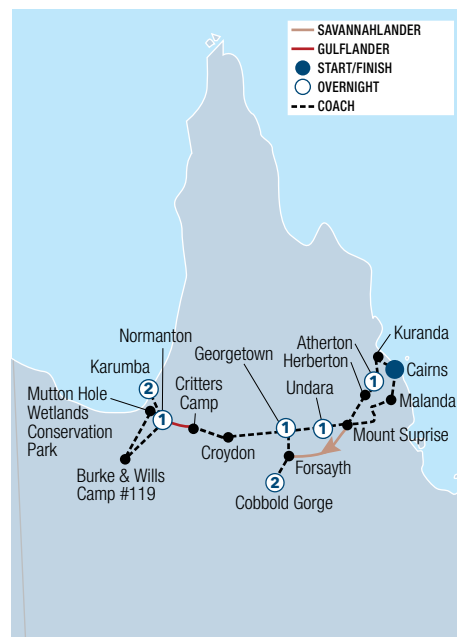 SAVANNAHLANDER
GULFLANDER
START/FINISH
OVERNIGHT
COACH
Kuranda
Normanton
Atherton
Herberton
Georgetown
Cairns
1
Karumba
2
Critters
Camp
Undara
Malanda
Mutton Hole
Wetlands
Conservation
Park
1
1
1
Mount Suprise
Croydon
Forsayth
Burke & Wills
Camp #119
2
Cobbold Gorge